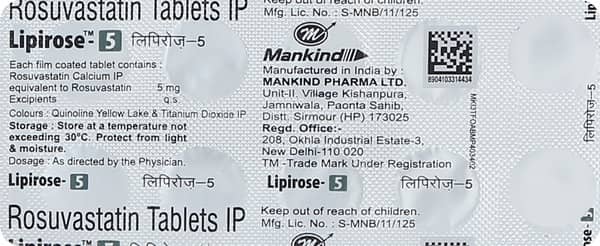 Rosuvastatin Tablets IP
Lipirose™- 5 लिपिरोज़–5
Each film coated tablet contains :
Rosuvastatin Calcium IP
equivalent to Rosuvastatin 5 mg
Excipients q.s.
Colours : Quinoline Yellow Lake & Titanium Dioxide IP
Storage : Store at a temperature not
exceeding 30°C. Protect from light
& moisture.
Dosage : As directed by the Physician.
Lipirose- 5 लिपिरोज़–5
Rosuvastatin Tablets IP
Lipirose™- 5
Keep out of reach of children.
Mfg. Lic. No. : S-MNB/11/125
Mankind
Manufactured in India by :
MANKIND PHARMA LTD.
Unit-II, Village Kishanpura,
Jamniwala, Paonta Sahib,
Distt. Sirmour (HP) 173025
Regd. Office:-
208, Okhla Industrial Estate-3,
New Delhi-110 020
TM -Trade Mark Under Registration
Lipirose- 5 लिपिरोज़–5
Keep out of reach of children.
Mfg. Lic. No. : S-MNB/11/125
8904103314434
लिपिरोज़–5